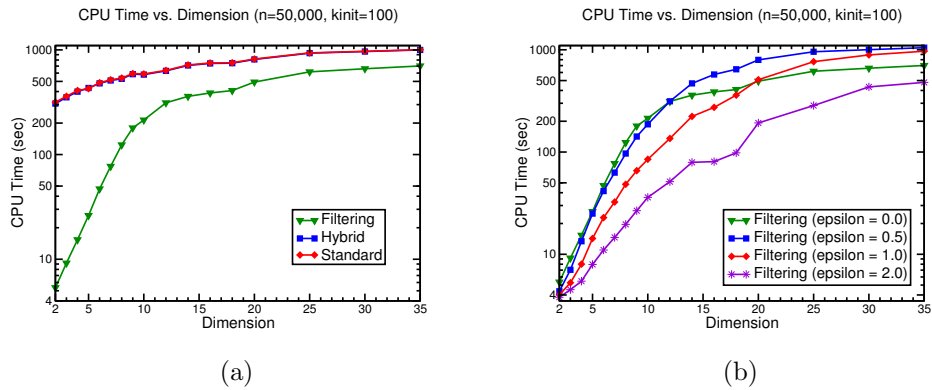 CPU Time vs. Dimension (n=50,000, kinit=100)
1000
500
200
100
50
10
4
CPU Time (sec)
2
5
10
15
20
25
30
35
Dimension
Filtering
Hybrid
Standard
(a)
CPU Time vs. Dimension (n=50,000, kinit=100)
1000
500
200
100
50
10
4
CPU Time (sec)
2
5
10
15
20
25
30
35
Dimension
Filtering (epsilon = 0.0)
Filtering (epsilon = 0.5)
Filtering (epsilon = 1.0)
Filtering (epsilon = 2.0)
(b)